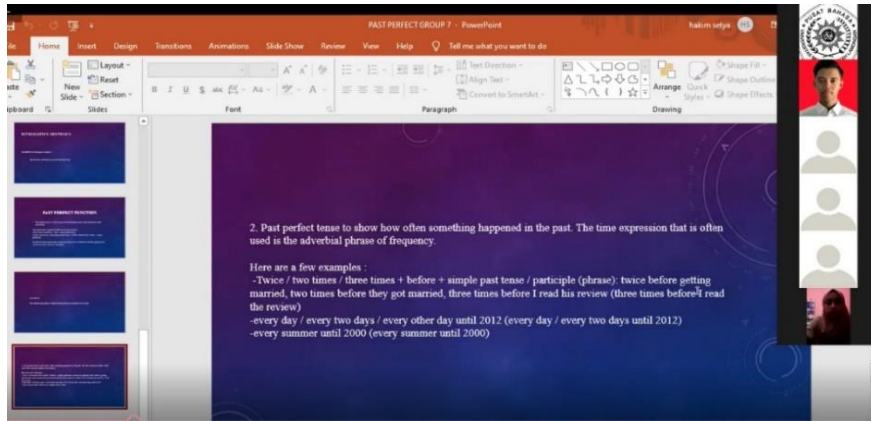 PAST PERFECT GROUP 7 - PowerPoint
hakim setya
HS
Home Insert Design Transitions Animations Slide Show Review View Help Tell me what you want to do
Layout
Reset
Section
New
Slide
Slides
Font
Text Direction
Align Text
Convert to SmartArt
Paragraph
Arrange
Quick
Styles
Shape Fill
Shape Outline
Shape Effects
Drawing
PUSAT BAHASA
PAST PERFECT FUNCTION
2. Past perfect tense to show how often something happened in the past. The time expression that is often
used is the adverbial phrase of frequency.
Here are a few examples :
-Twice / two times / three times + before + simple past tense / participle (phrase): twice before getting
married, two times before they got married, three times before I read his review (three times before I read
the review)
-every day / every two days / every other day until 2012 (every day / every two days until 2012)
-every summer until 2000 (every summer until 2000)